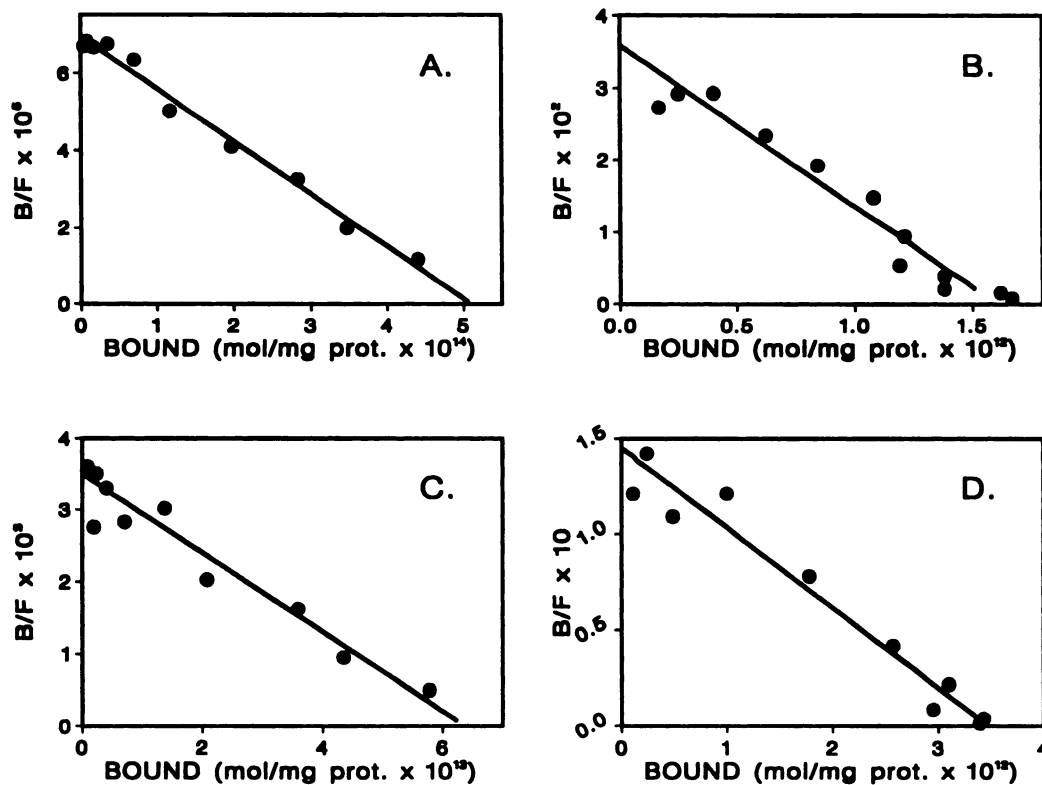 A.
B/F x 10⁵
6
4
2
0
0 1 2 3 4 5
BOUND (mol/mg prot. x 10¹⁴)
B.
B/F x 10²
4
3
2
1
0
0.0 0.5 1.0 1.5
BOUND (mol/mg prot. x 10¹²)
C.
B/F x 10³
4
3
2
1
0
0 2 4 6
BOUND (mol/mg prot. x 10¹³)
D.
B/F x 10
1.5
1.0
0.5
0.0
0 1 2 3 4
BOUND (mol/mg prot. x 10¹²)